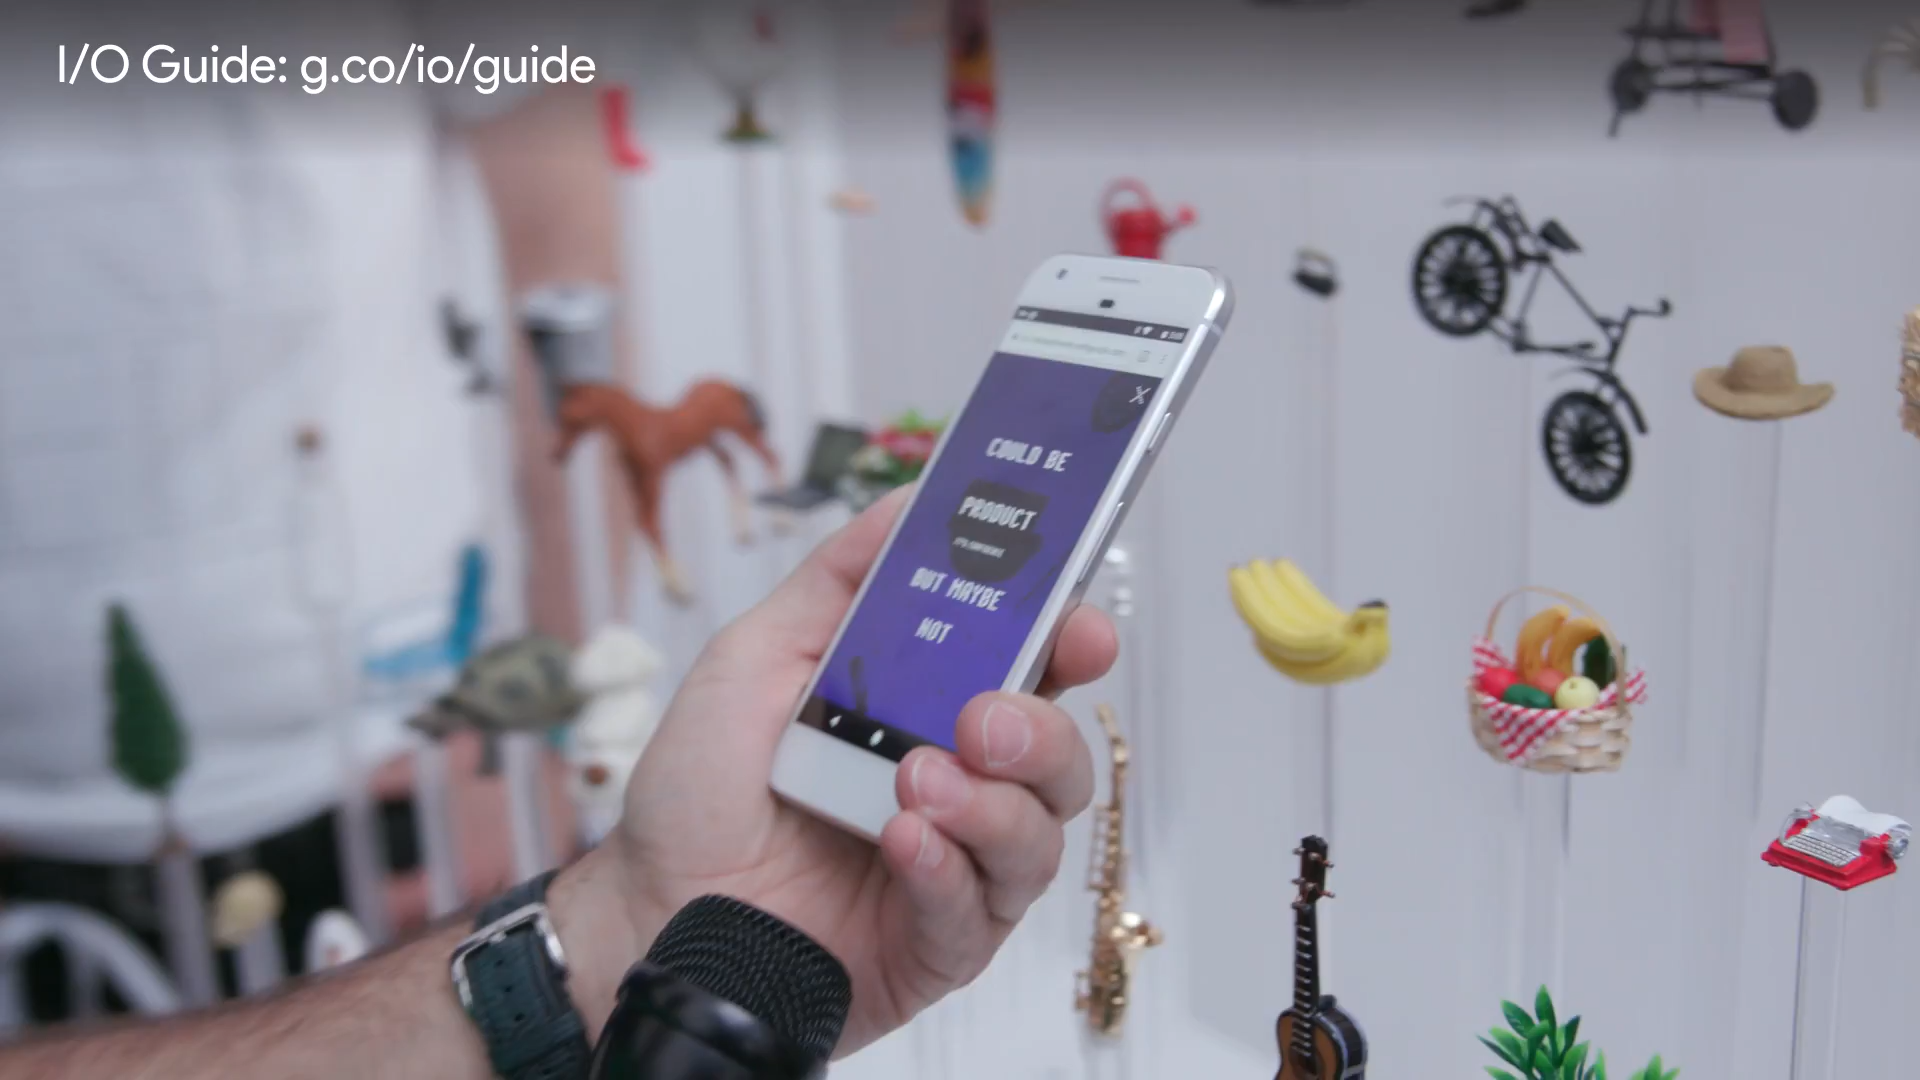 I/O Guide: g.co/io/guide
COULD BE
PRODUCT
BUT MAYBE
NOT